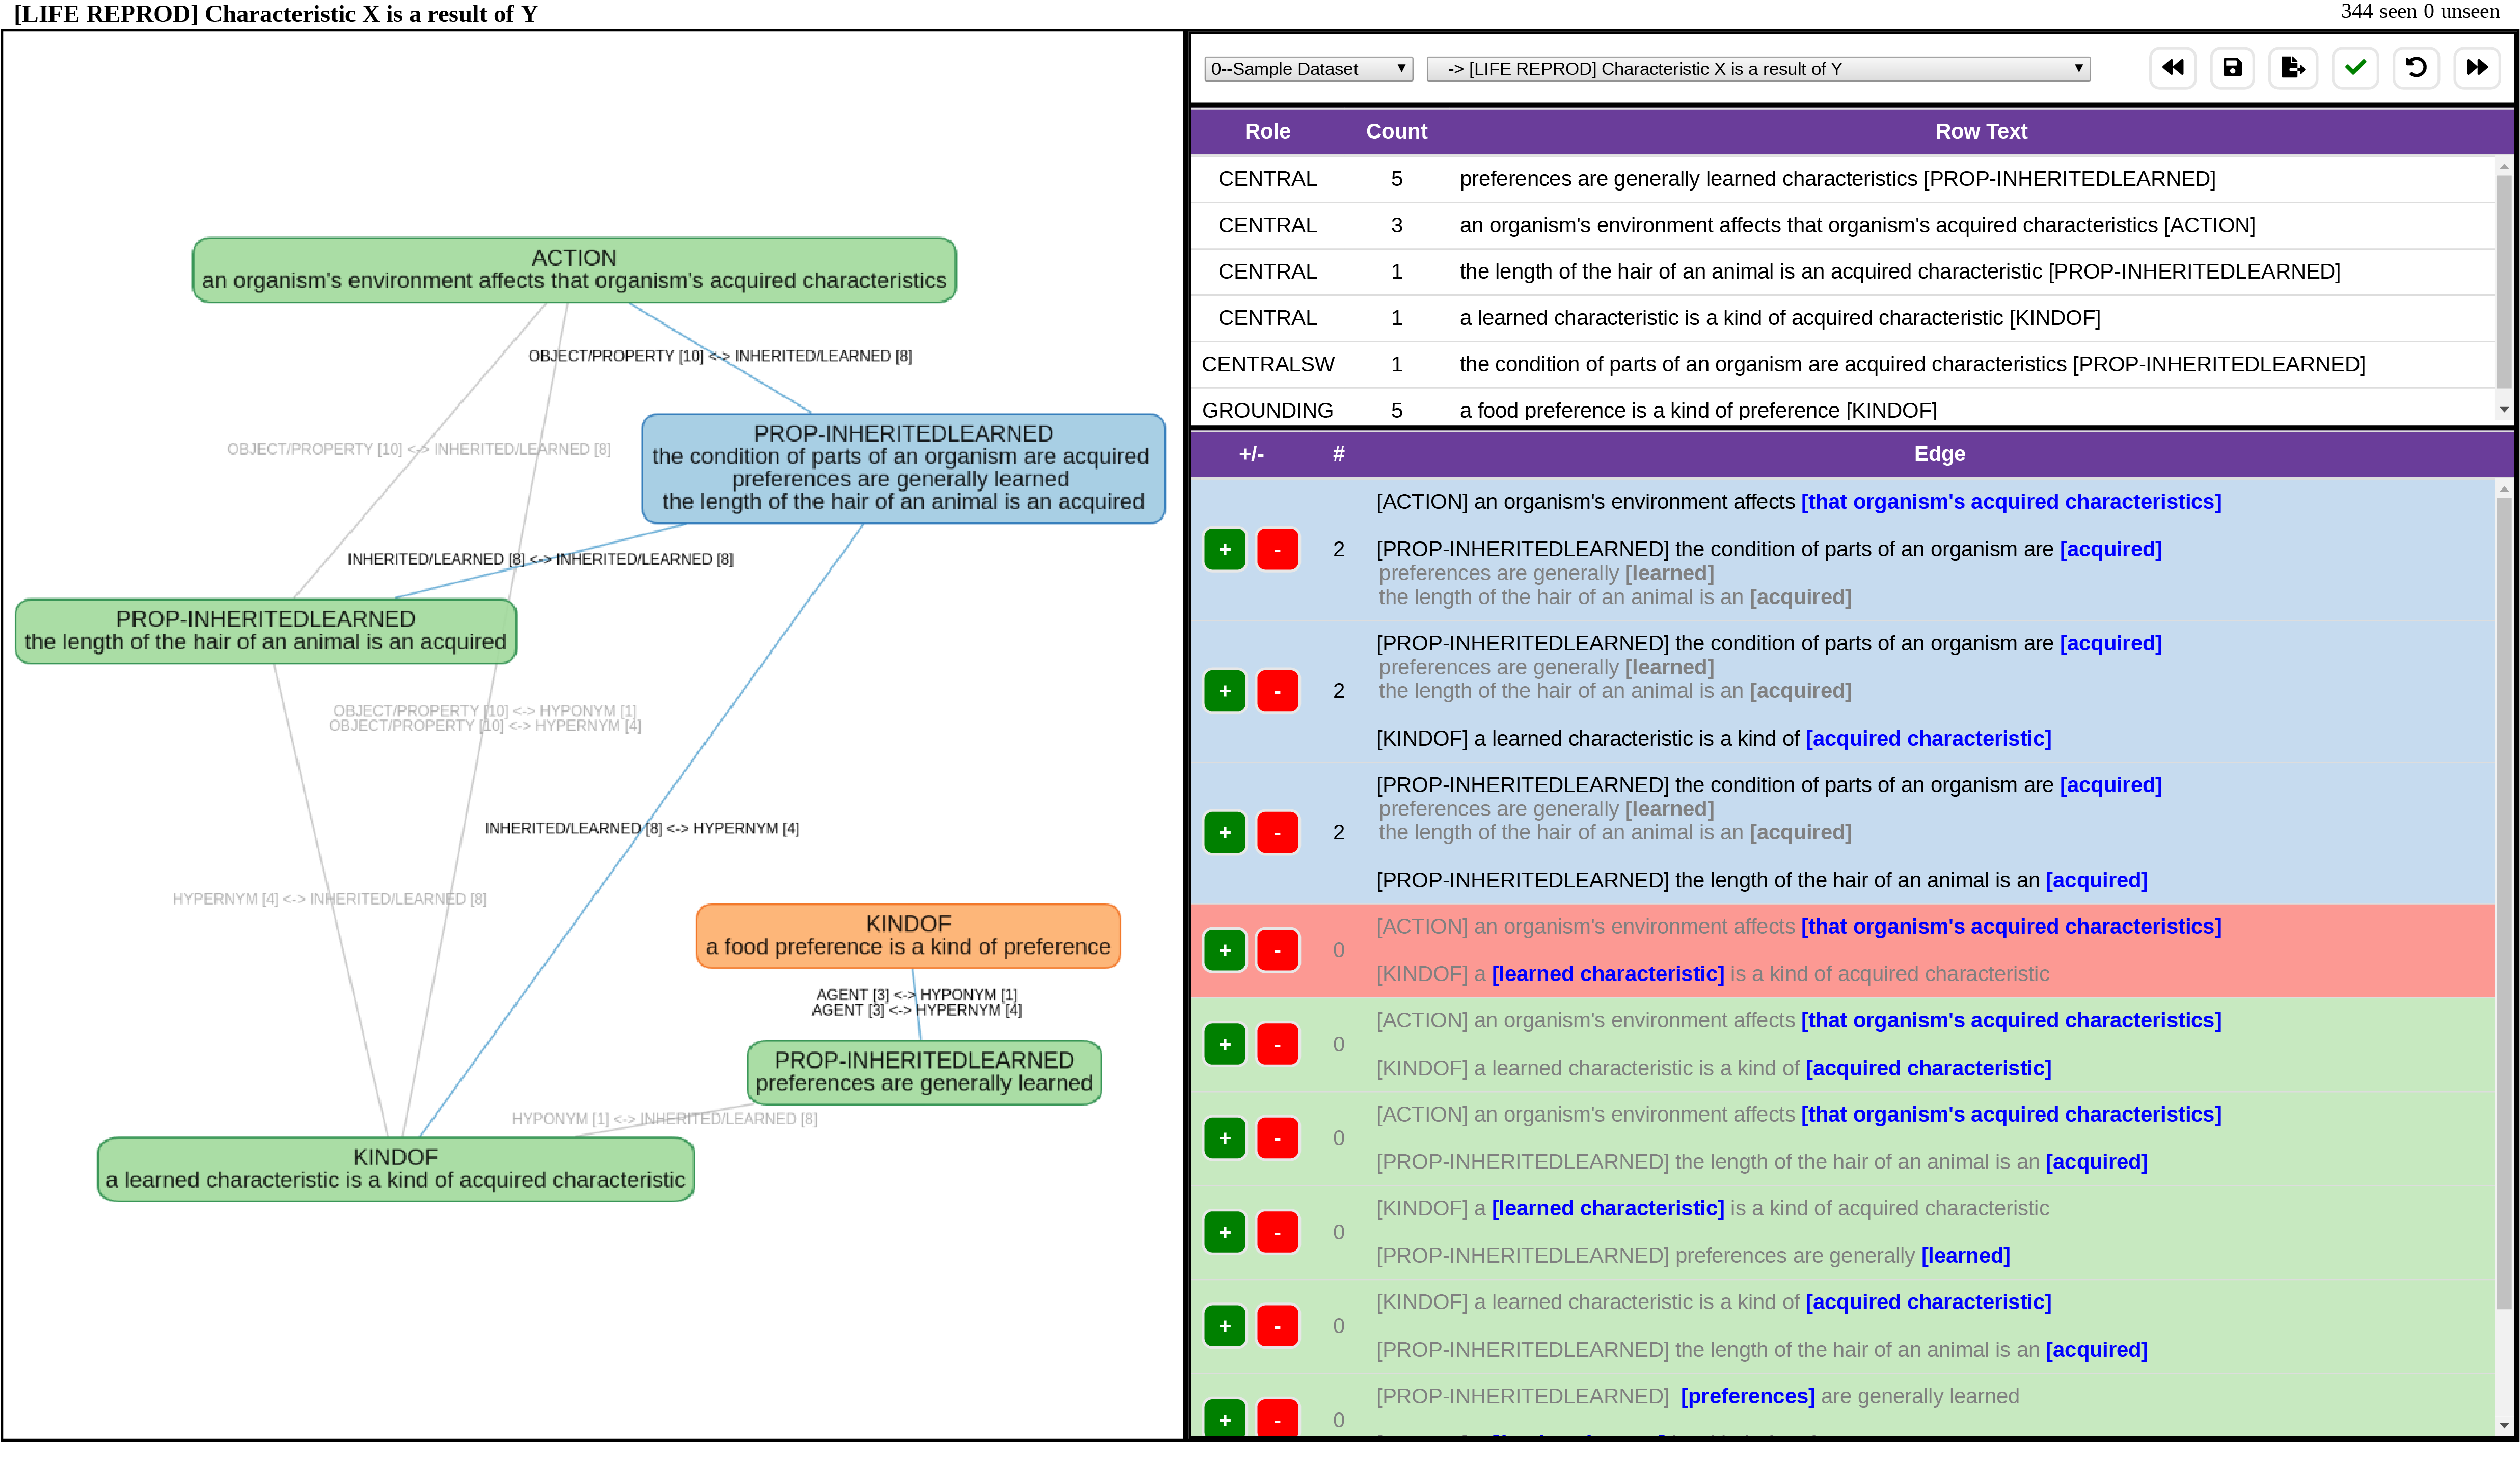 [LIFE REPROD] Characteristic X is a result of Y
344 seen 0 unseen
ACTION
an organism's environment affects that organism's acquired characteristics
OBJECT/PROPERTY [10] <-> INHERITED/LEARNED [8]
PROP-INHERITEDLEARNED
the condition of parts of an organism are acquired
preferences are generally learned
the length of the hair of an animal is an acquired
OBJECT/PROPERTY [10] <-> INHERITED/LEARNED [8]
INHERITED/LEARNED [8] <-> INHERITED/LEARNED [8]
PROP-INHERITEDLEARNED
the length of the hair of an animal is an acquired
OBJECT/PROPERTY [10] <-> HYPONYM [1]
OBJECT/PROPERTY [10] <-> HYPERNYM [4]
INHERITED/LEARNED [8] <-> HYPERNYM [4]
HYPERNYM [4] <-> INHERITED/LEARNED [8]
KINDOF
a food preference is a kind of preference
AGENT [3] <-> HYPONYM [1]
AGENT [3] <-> HYPERNYM [4]
PROP-INHERITEDLEARNED
preferences are generally learned
HYPONYM [1] <-> INHERITED/LEARNED [8]
KINDOF
a learned characteristic is a kind of acquired characteristic
0--Sample Dataset
-> [LIFE REPROD] Characteristic X is a result of Y
Role Count Row Text
CENTRAL 5 preferences are generally learned characteristics [PROP-INHERITEDLEARNED]
CENTRAL 3 an organism's environment affects that organism's acquired characteristics [ACTION]
CENTRAL 1 the length of the hair of an animal is an acquired characteristic [PROP-INHERITEDLEARNED]
CENTRAL 1 a learned characteristic is a kind of acquired characteristic [KINDOF]
CENTRALSW 1 the condition of parts of an organism are acquired characteristics [PROP-INHERITEDLEARNED]
GROUNDING 5 a food preference is a kind of preference [KINDOF]
+/- # Edge
[ACTION] an organism's environment affects [that organism's acquired characteristics]
+ - 2 [PROP-INHERITEDLEARNED] the condition of parts of an organism are [acquired]
preferences are generally [learned]
the length of the hair of an animal is an [acquired]
[PROP-INHERITEDLEARNED] the condition of parts of an organism are [acquired]
preferences are generally [learned]
+ - 2 the length of the hair of an animal is an [acquired]
[KINDOF] a learned characteristic is a kind of [acquired characteristic]
[PROP-INHERITEDLEARNED] the condition of parts of an organism are [acquired]
preferences are generally [learned]
+ - 2 the length of the hair of an animal is an [acquired]
[PROP-INHERITEDLEARNED] the length of the hair of an animal is an [acquired]
[ACTION] an organism's environment affects [that organism's acquired characteristics]
+ - 0
[KINDOF] a [learned characteristic] is a kind of acquired characteristic
[ACTION] an organism's environment affects [that organism's acquired characteristics]
+ - 0
[KINDOF] a learned characteristic is a kind of [acquired characteristic]
[ACTION] an organism's environment affects [that organism's acquired characteristics]
+ - 0
[PROP-INHERITEDLEARNED] the length of the hair of an animal is an [acquired]
[KINDOF] a [learned characteristic] is a kind of acquired characteristic
+ - 0
[PROP-INHERITEDLEARNED] preferences are generally [learned]
[KINDOF] a learned characteristic is a kind of [acquired characteristic]
+ - 0
[PROP-INHERITEDLEARNED] the length of the hair of an animal is an [acquired]
[PROP-INHERITEDLEARNED] [preferences] are generally learned
+ - 0